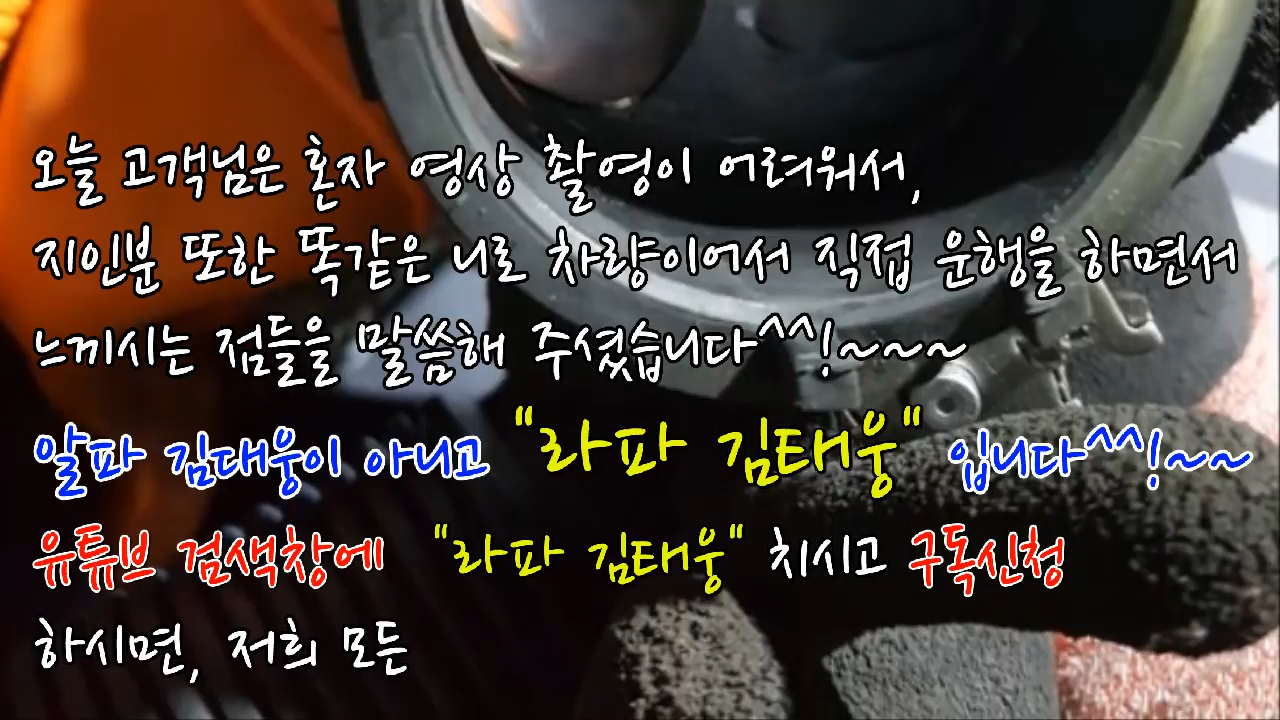 오늘 고객님은 혼자 영상 촬영이 어려워서,
지인분 또한 똑같은 니로 차량이어서 직접 운행을 하면서
느끼시는 점들을 말씀해 주셨습니다^^!~~~
알파 김대웅이 아니고 "라파 김태웅" 입니다^^!~~
유튜브 검색창에 "라파 김태웅" 치시고 구독신청
하시면, 저희 모든